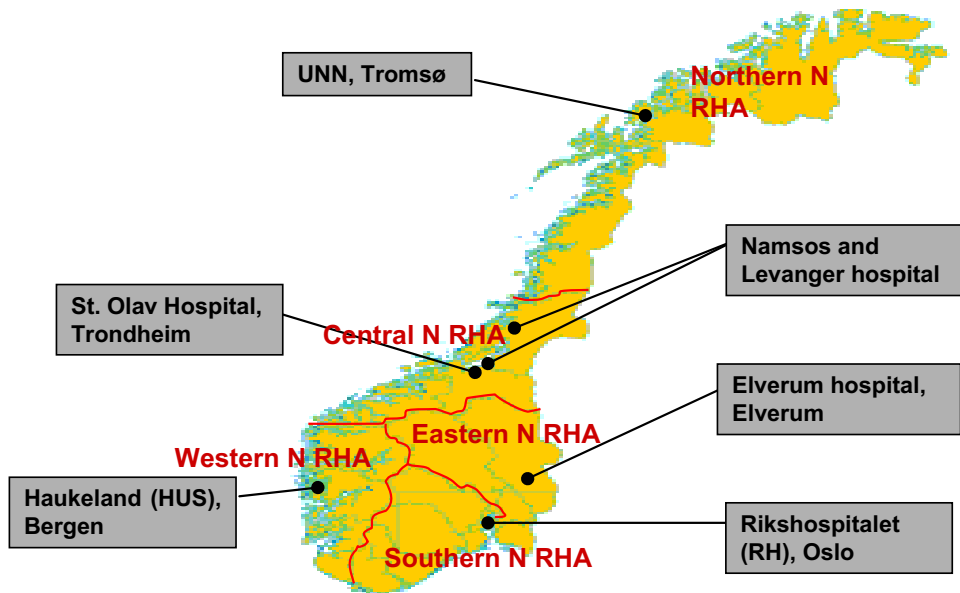 UNN, Tromsø
Northern N
RHA
Namsos and
Levanger hospital
St. Olav Hospital,
Trondheim
Central N RHA
Elverum hospital,
Elverum
Eastern N RHA
Western N RHA
Haukeland (HUS),
Bergen
Rikshospitalet
(RH), Oslo
Southern N RHA